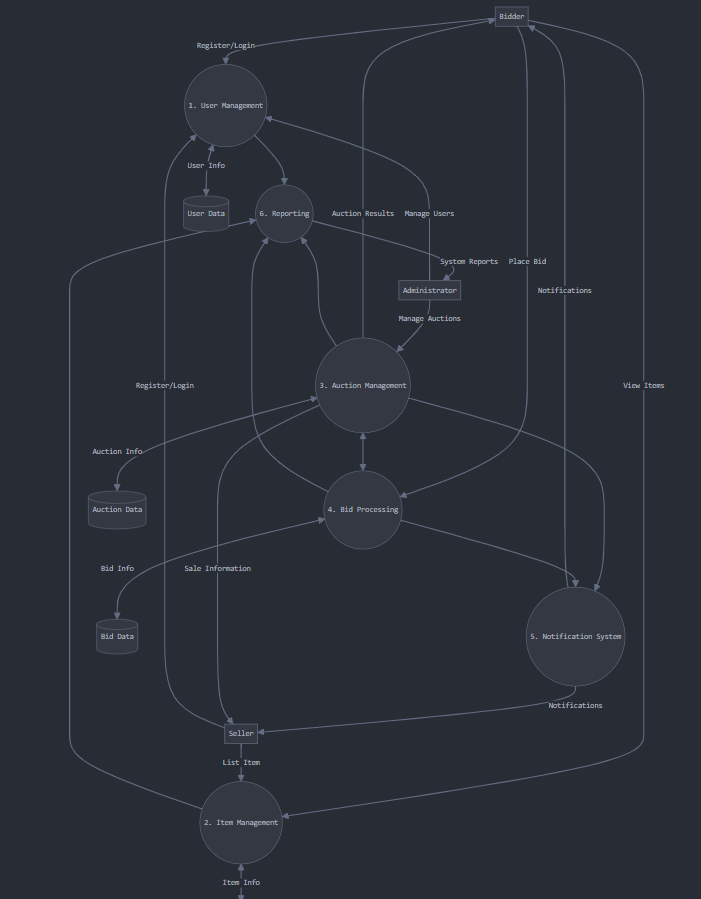 Bidder
Register/Login
1. User Management
User Info
User Data
6. Reporting
Auction Results
Manage Users
System Reports
Place Bid
Administrator
Notifications
Manage Auctions
3. Auction Management
Register/Login
View Items
Auction Info
Auction Data
4. Bid Processing
Bid Info
Sale Information
Bid Data
5. Notification System
Notifications
Seller
List Item
2. Item Management
Item Info